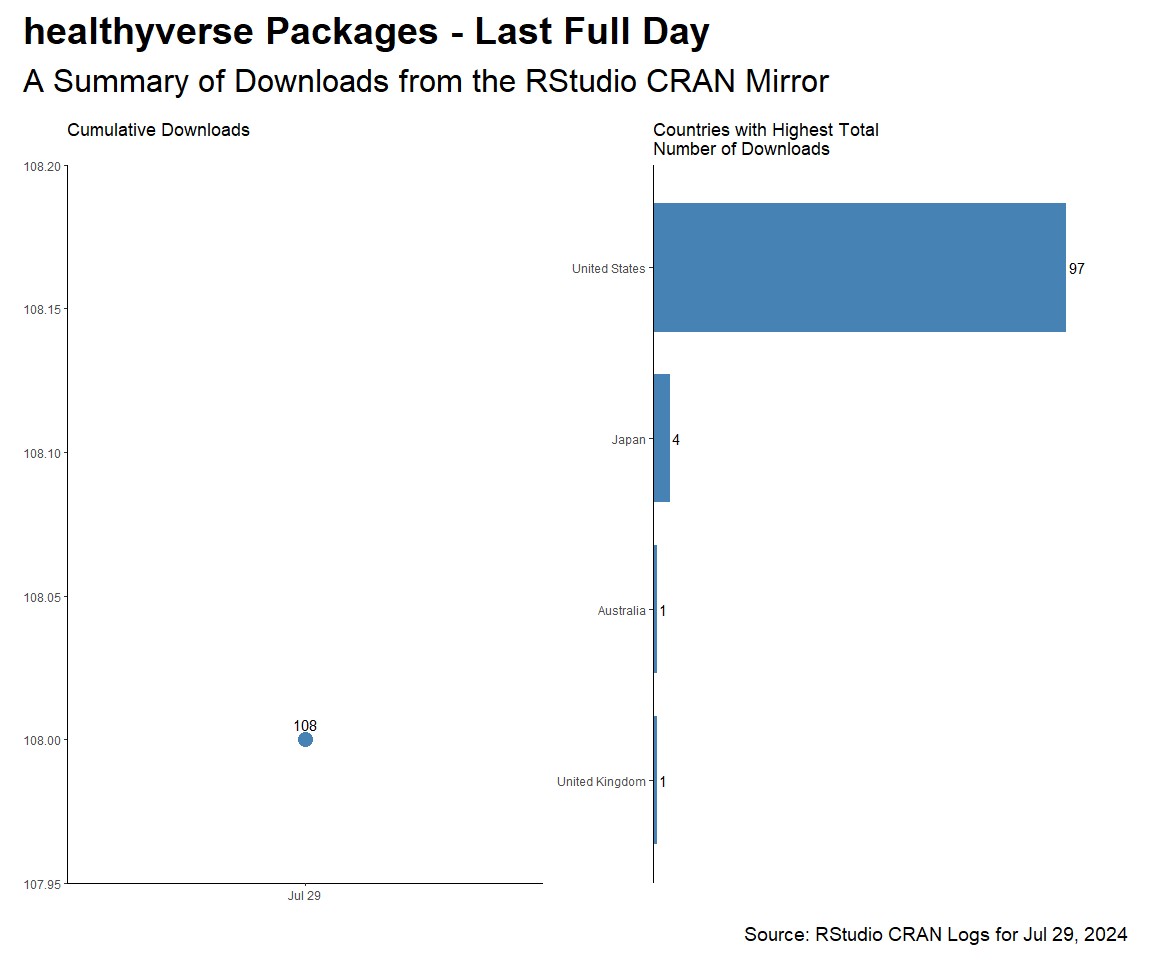 healthyverse Packages - Last Full Day
A Summary of Downloads from the RStudio CRAN Mirror
Cumulative Downloads
108.20
108.15
108.10
108.05
108.00
107.95
108
Jul 29
Countries with Highest Total
Number of Downloads
United States
97
Japan
4
Australia
1
United Kingdom
1
Source: RStudio CRAN Logs for Jul 29, 2024